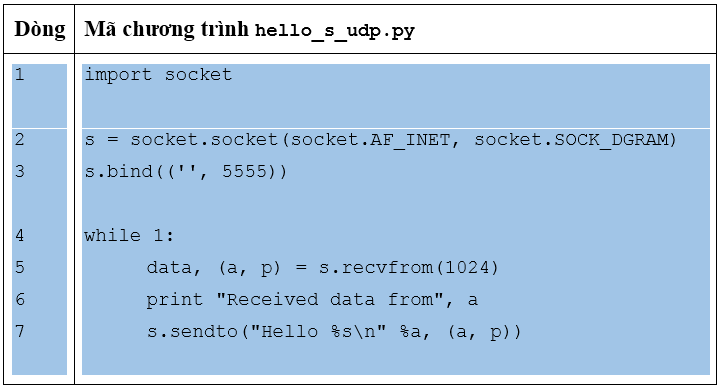 Dòng Mã chương trình hello_s_udp.py
1 import socket
2 s = socket.socket(socket.AF_INET, socket.SOCK_DGRAM)
3 s.bind(('', 5555))
4 while 1:
5 data, (a, p) = s.recvfrom(1024)
6 print "Received data from", a
7 s.sendto("Hello %s\n" %a, (a, p))